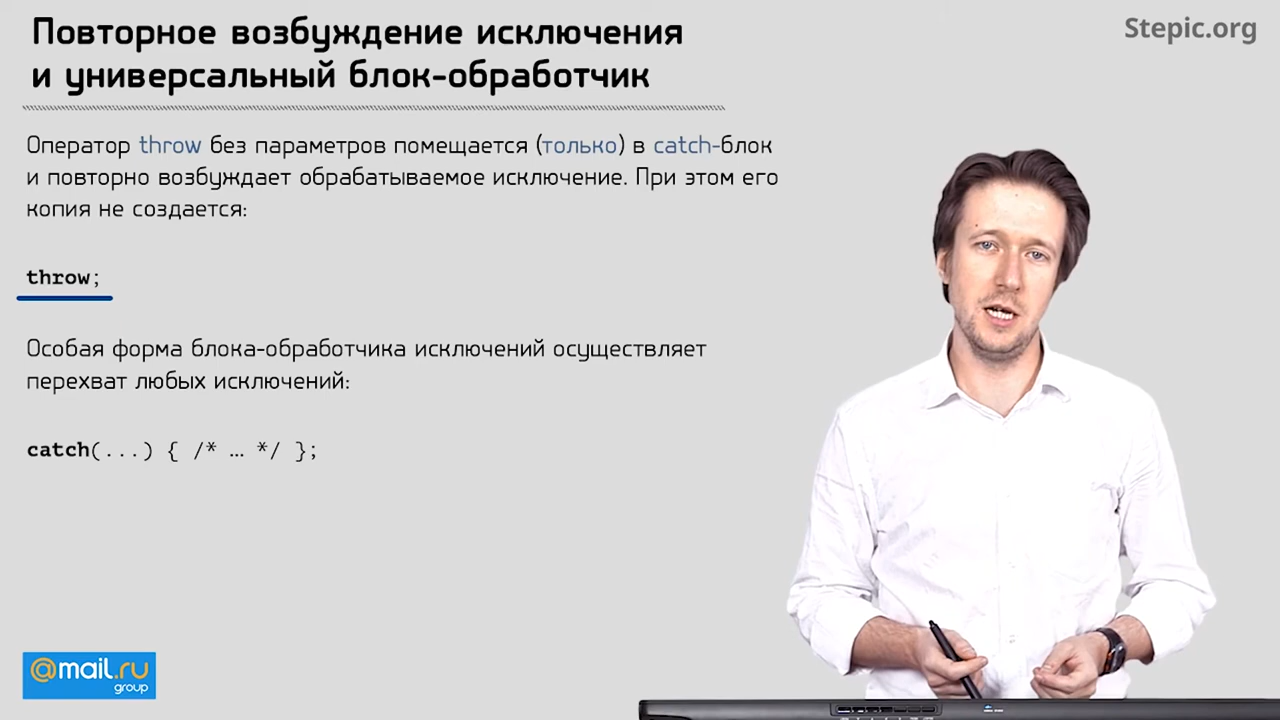 Повторное возбуждение исключения
и универсальный блок-обработчик
Stepic.org
Оператор throw без параметров помещается (только) в catch-блок
и повторно возбуждает обрабатываемое исключение. При этом его
копия не создается:
throw;
Особая форма блока-обработчика исключений осуществляет
перехват любых исключений:
catch(...) { /* … */ };
@mail.ru
group